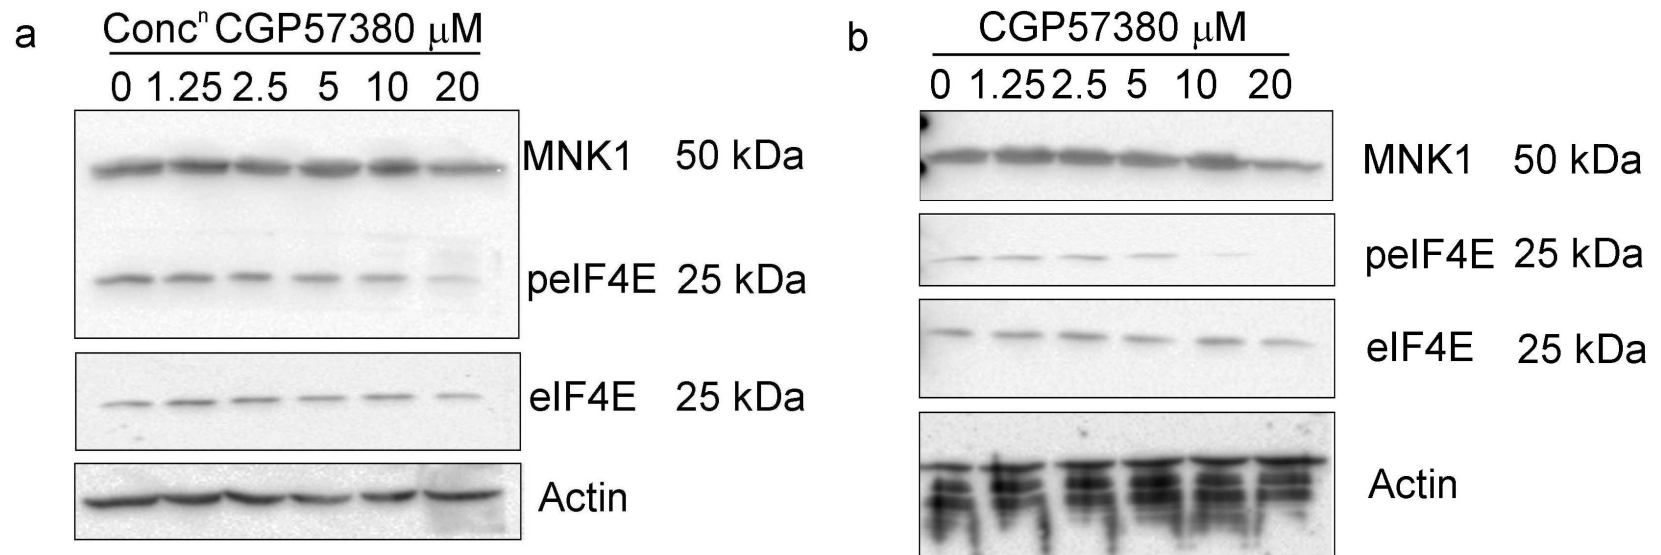 a
Concⁿ CGP57380 μM
0 1.25 2.5 5 10 20
MNK1 50 kDa
peIF4E 25 kDa
eIF4E 25 kDa
Actin
b
CGP57380 μM
0 1.25 2.5 5 10 20
MNK1 50 kDa
peIF4E 25 kDa
eIF4E 25 kDa
Actin